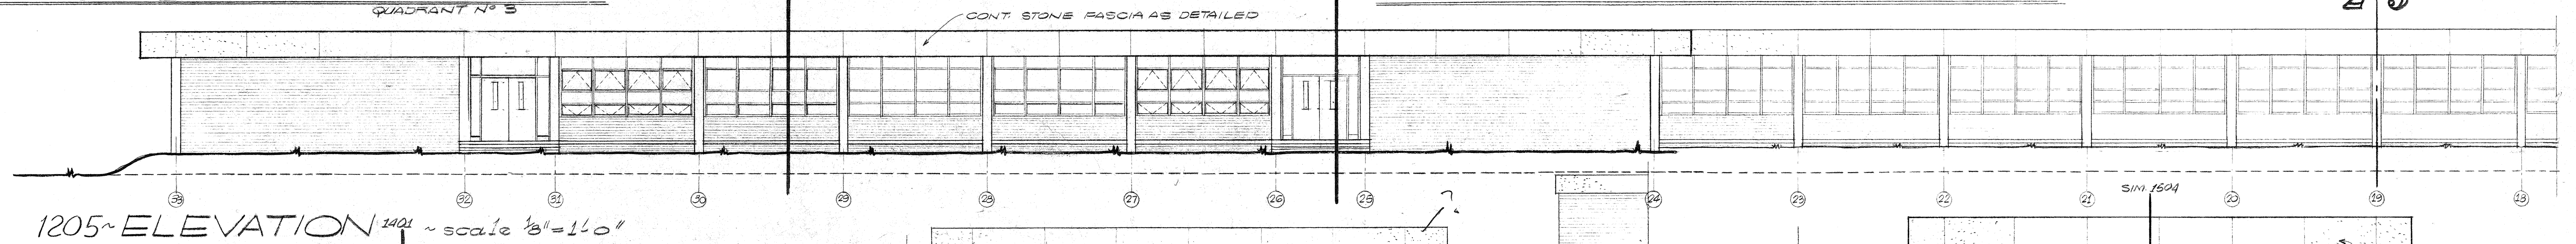 QUADRANT Nº 3
CONT. STONE FASCIA AS DETAILED
33 32 31 30 29 28 27 26 25 24 23 22 21 20 19 18
SIM. 1504
1205~ELEVATION 1401 ~ scale 1/8"=1'-0"